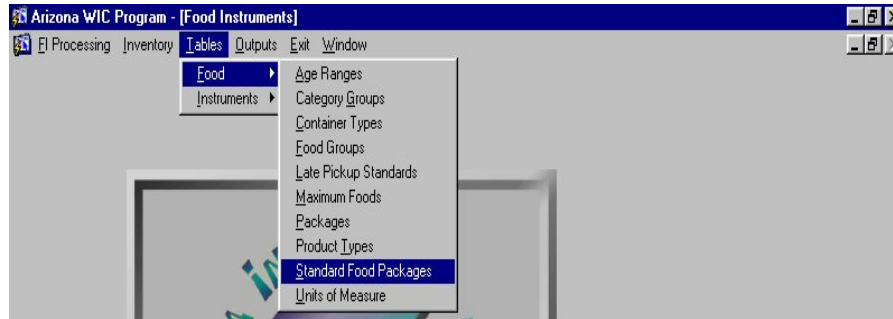 Arizona WIC Program - [Food Instruments]
FI Processing Inventory Tables Outputs Exit Window
Food
Instruments
Age Ranges
Category Groups
Container Types
Food Groups
Late Pickup Standards
Maximum Foods
Packages
Product Types
Standard Food Packages
Units of Measure